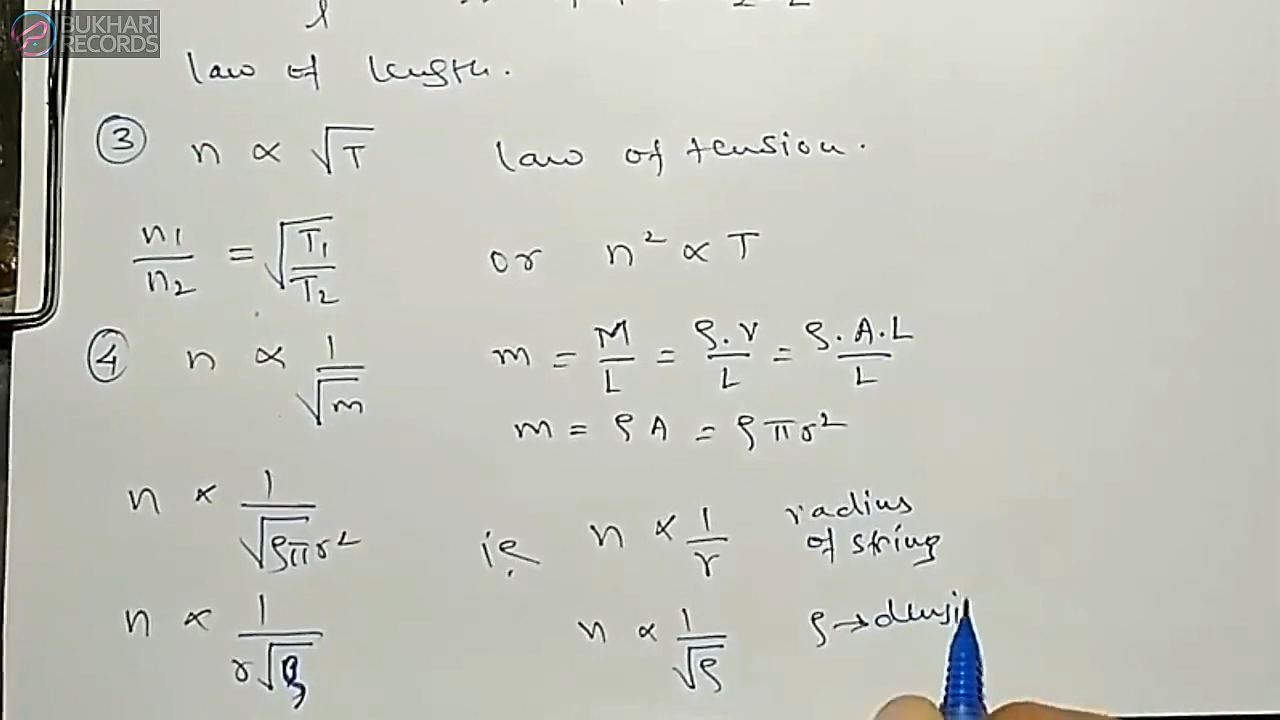 BUKHARI
RECORDS
l
law of length.
③ n ∝ √T law of tension.
n1/n2 = √(T1/T2) or n² ∝ T
④ n ∝ 1/√m m = M/L = ρ.V/L = ρ.A.L/L
m = ρA = ρπr²
n ∝ 1/√ρπr² ie n ∝ 1/r radius of string
n ∝ 1/r√ρ n ∝ 1/√ρ ρ→densi